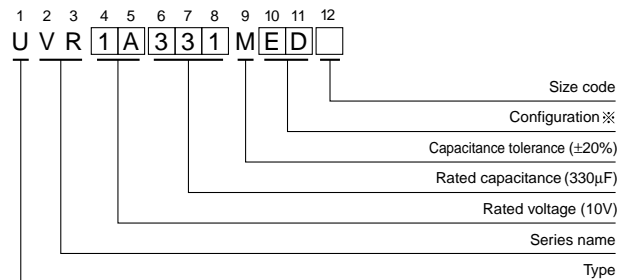 1 2 3 4 5 6 7 8 9 10 11 12
U V R 1 A 3 3 1 M E D
Size code
Configuration※
Capacitance tolerance (±20%)
Rated capacitance (330µF)
Rated voltage (10V)
Series name
Type